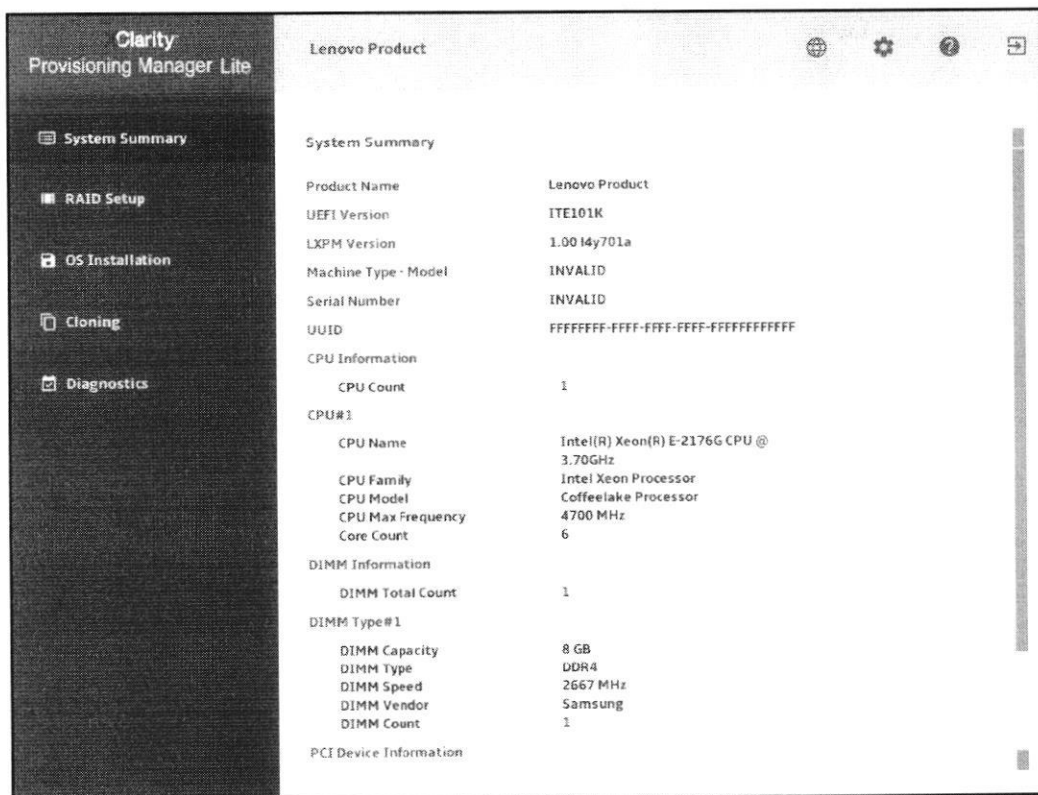 Clarity
Provisioning Manager Lite
Lenovo Product
System Summary
RAID Setup
OS Installation
Cloning
Diagnostics
System Summary
Product Name Lenovo Product
UEFI Version ITE101K
LXPM Version 1.00 l4y701a
Machine Type - Model INVALID
Serial Number INVALID
UUID FFFFFFFF-FFFF-FFFF-FFFF-FFFFFFFFFFFF
CPU Information
CPU Count 1
CPU#1
CPU Name Intel(R) Xeon(R) E-2176G CPU @
3.70GHz
CPU Family Intel Xeon Processor
CPU Model Coffeelake Processor
CPU Max Frequency 4700 MHz
Core Count 6
DIMM Information
DIMM Total Count 1
DIMM Type#1
DIMM Capacity 8 GB
DIMM Type DDR4
DIMM Speed 2667 MHz
DIMM Vendor Samsung
DIMM Count 1
PCI Device Information